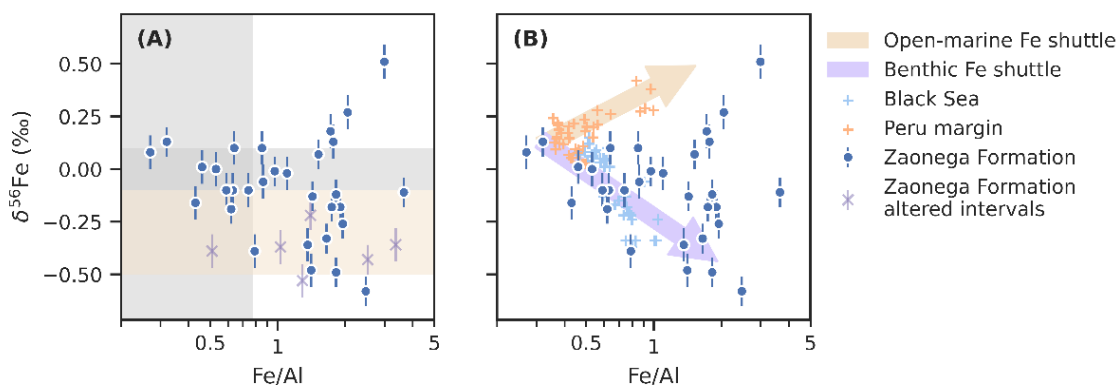 (A)
(B)
0.50
0.25
0.00
−0.25
−0.50
δ⁵⁶Fe (‰)
0.5
1
5
Fe/Al
0.5
1
5
Fe/Al
Open-marine Fe shuttle
Benthic Fe shuttle
Black Sea
Peru margin
Zaonega Formation
Zaonega Formation
altered intervals